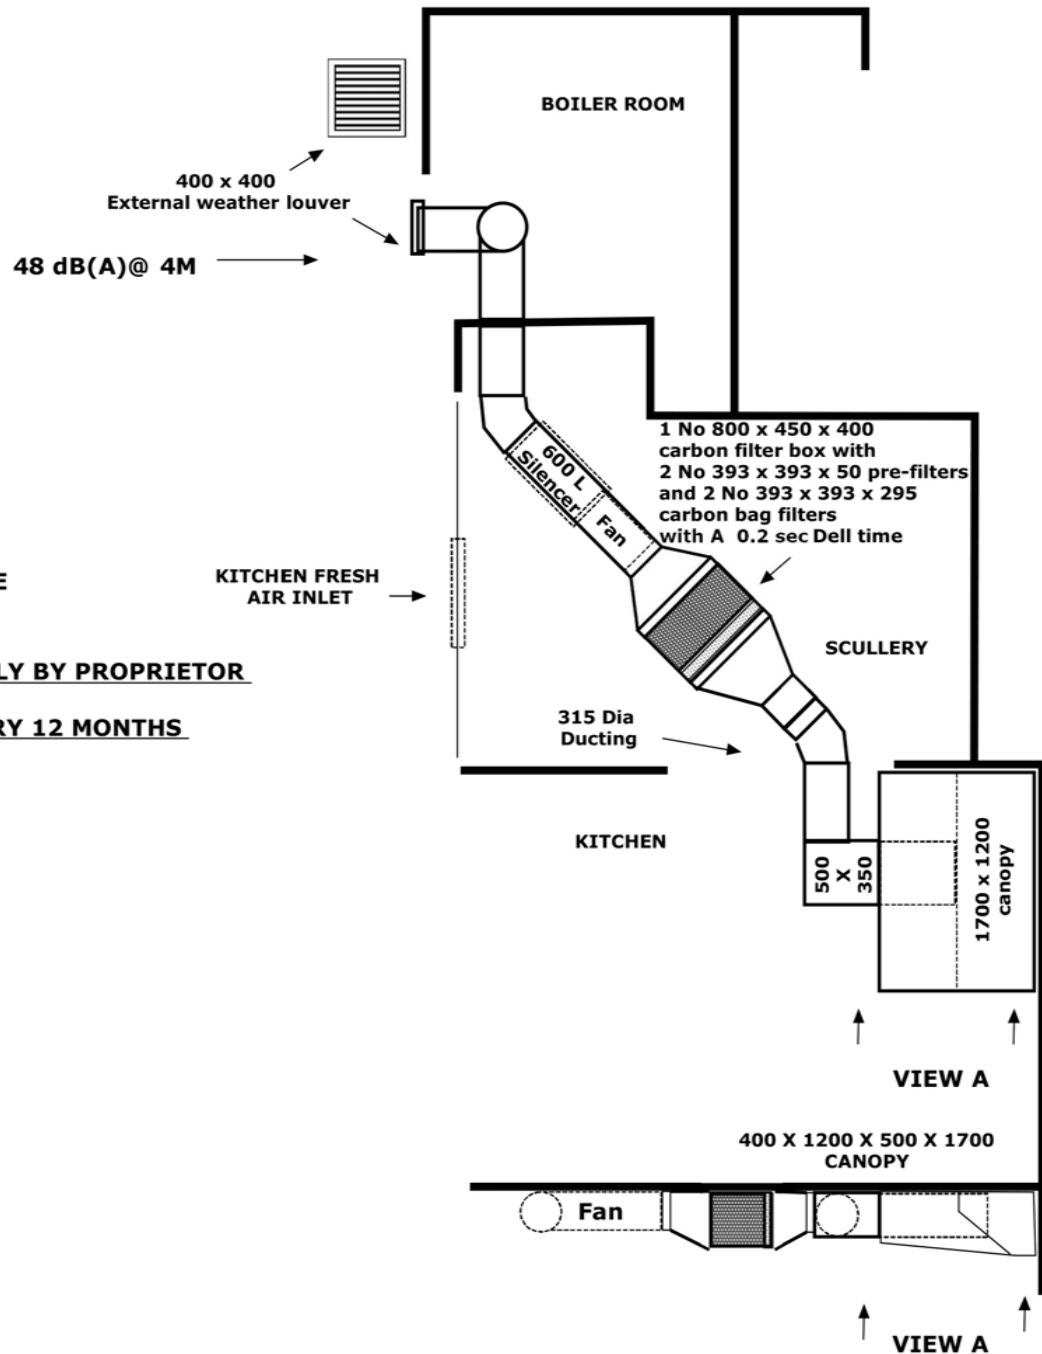 BOILER ROOM
400 x 400
External weather louver
48 dB(A)@ 4M
1 No 800 x 450 x 400
carbon filter box with
2 No 393 x 393 x 50 pre-filters
and 2 No 393 x 393 x 295
carbon bag filters
with A 0.2 sec Dell time
600 L
Silencer
Fan
KITCHEN FRESH
AIR INLET
E
SCULLERY
LY BY PROPRIETOR
RY 12 MONTHS
315 Dia
Ducting
KITCHEN
500
X
350
1700 x 1200
canopy
VIEW A
400 X 1200 X 500 X 1700
CANOPY
Fan
VIEW A